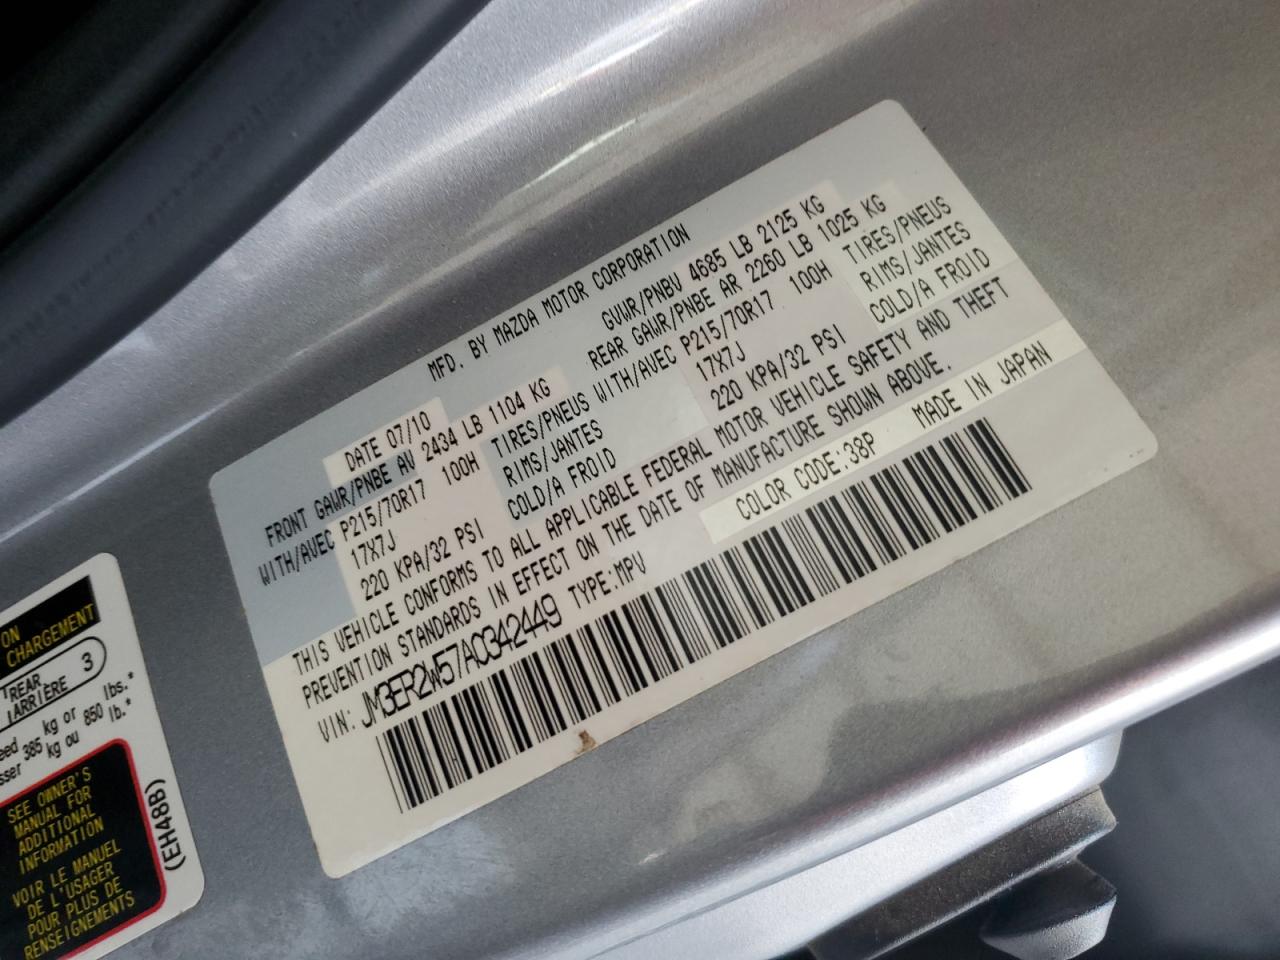 MFD. BY MAZDA MOTOR CORPORATION
DATE 07/10 GVWR/PNBV 4685 LB 2125 KG
FRONT GAWR/PNBE AV 2434 LB 1104 KG REAR GAWR/PNBE AR 2260 LB 1025 KG
WITH/AVEC P215/70R17 100H TIRES/PNEUS WITH/AVEC P215/70R17 100H TIRES/PNEUS
17X7J RIMS/JANTES 17X7J RIMS/JANTES
220 KPA/32 PSI COLD/A FROID 220 KPA/32 PSI COLD/A FROID
THIS VEHICLE CONFORMS TO ALL APPLICABLE FEDERAL MOTOR VEHICLE SAFETY AND THEFT
PREVENTION STANDARDS IN EFFECT ON THE DATE OF MANUFACTURE SHOWN ABOVE.
VIN: JM3ER2W57A0342449 TYPE:MPV COLOR CODE:38P MADE IN JAPAN
ON
CHARGEMENT
REAR
ARRIÈRE 3
385 kg or 850 lbs.*
kg ou lb.*
SEE OWNER'S
MANUAL FOR
ADDITIONAL
INFORMATION
VOIR LE MANUEL
DE L'USAGER
POUR PLUS DE
RENSEIGNEMENTS
(EH48B)